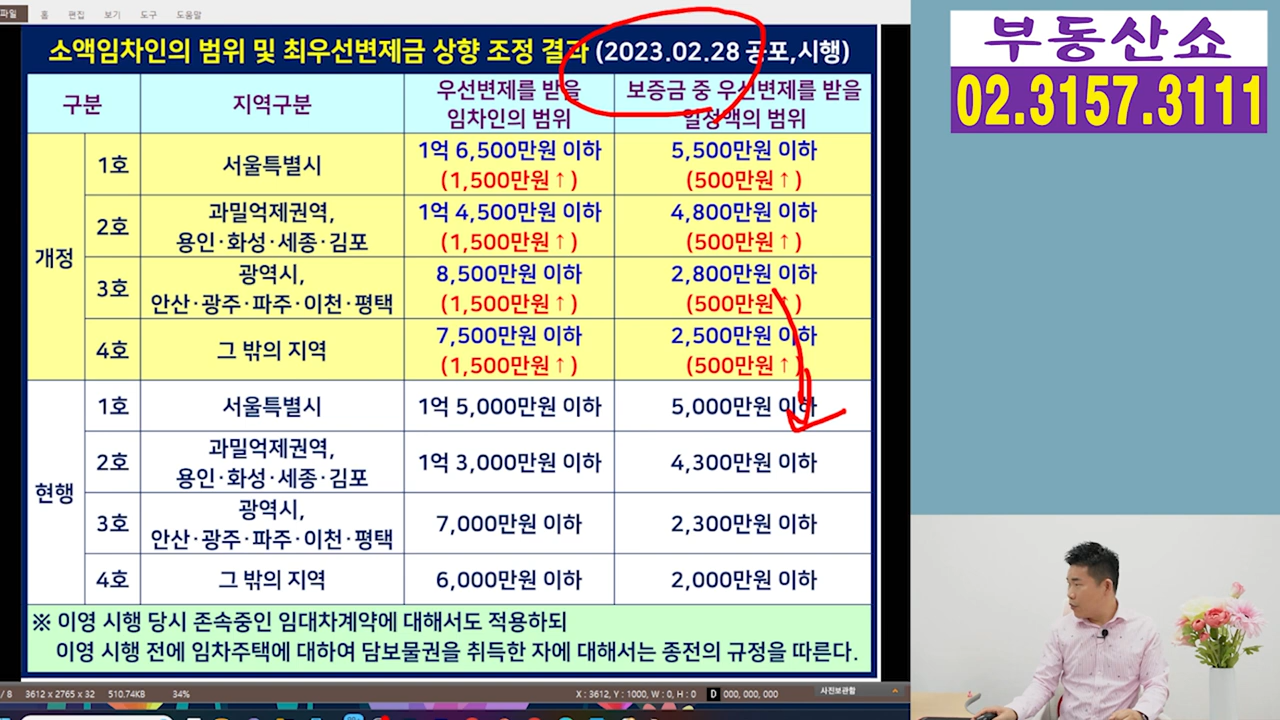 파일 홈 편집 보기 도구 도움말
소액임차인의 범위 및 최우선변제금 상향 조정 결과 (2023.02.28 공포,시행)
구분 지역구분 우선변제를 받을 임차인의 범위 보증금 중 우선변제를 받을 일정액의 범위
개정
1호 서울특별시 1억 6,500만원 이하 5,500만원 이하
(1,500만원↑) (500만원↑)
2호 과밀억제권역, 1억 4,500만원 이하 4,800만원 이하
용인·화성·세종·김포 (1,500만원↑) (500만원↑)
3호 광역시, 8,500만원 이하 2,800만원 이하
안산·광주·파주·이천·평택 (1,500만원↑) (500만원↑)
4호 그 밖의 지역 7,500만원 이하 2,500만원 이하
(1,500만원↑) (500만원↑)
현행
1호 서울특별시 1억 5,000만원 이하 5,000만원 이하
2호 과밀억제권역, 1억 3,000만원 이하 4,300만원 이하
용인·화성·세종·김포
3호 광역시, 7,000만원 이하 2,300만원 이하
안산·광주·파주·이천·평택
4호 그 밖의 지역 6,000만원 이하 2,000만원 이하
※ 이영 시행 당시 존속중인 임대차계약에 대해서도 적용하되
이영 시행 전에 임차주택에 대하여 담보물권을 취득한 자에 대해서는 종전의 규정을 따른다.
/ 8 3612 x 2765 x 32 510.74KB 34% X : 3612, Y : 1000, W : 0, H : 0 D 000, 000, 000 사진보관함
부동산쇼
02.3157.3111